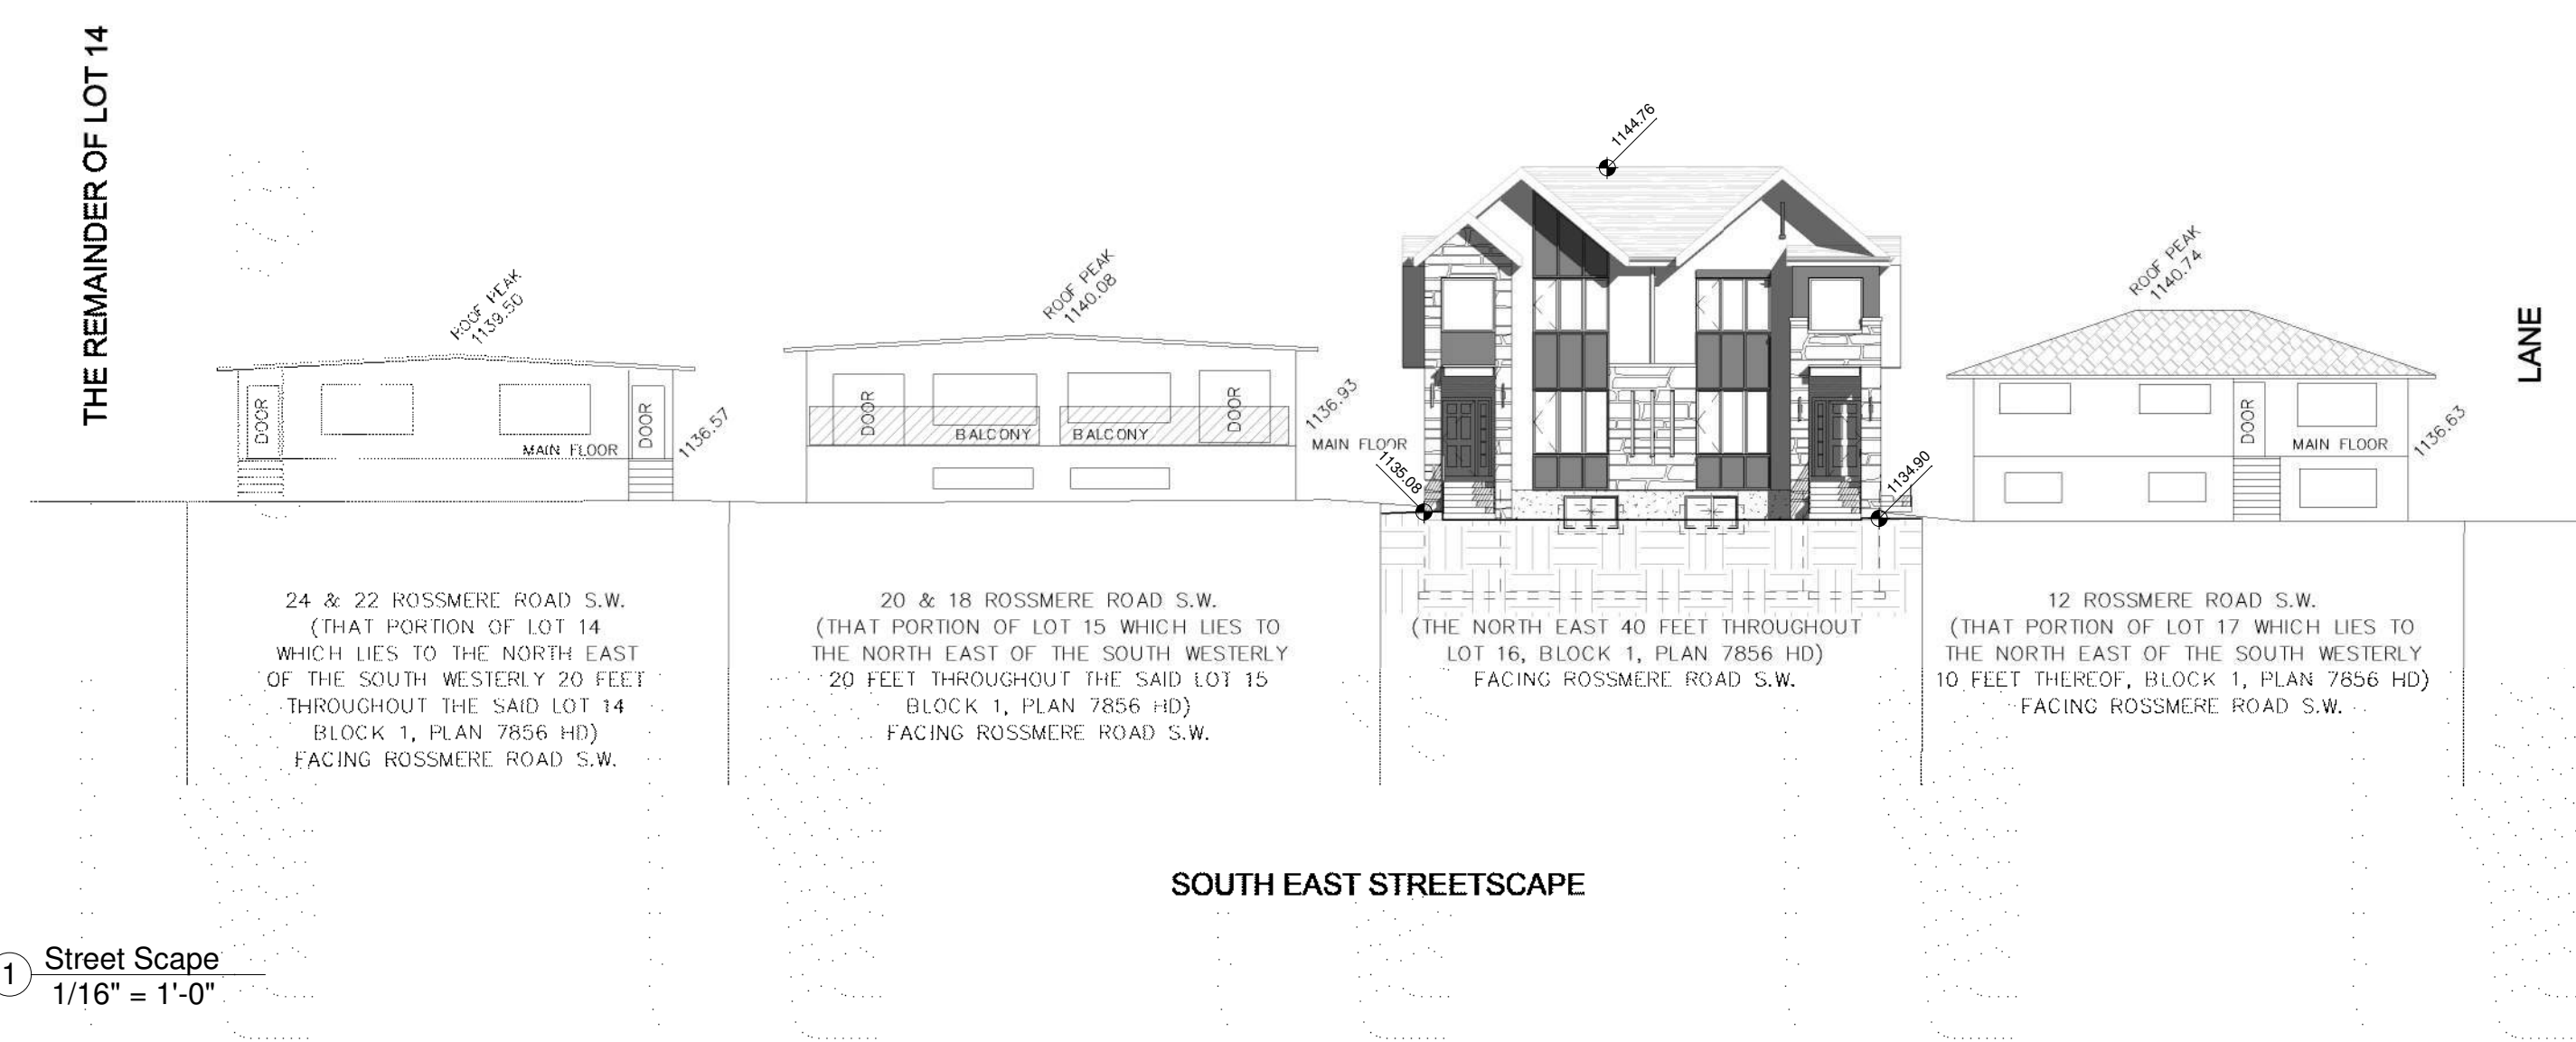 THE REMAINDER OF LOT 14
ROOF PEAK
1139.50
DOOR
MAIN FLOOR
DOOR
1136.57
ROOF PEAK
1140.08
DOOR
BALCONY
BALCONY
DOOR
1136.93
MAIN FLOOR
1144.76
1135.08
1134.90
ROOF PEAK
1140.74
DOOR
MAIN FLOOR
1136.63
LANE
24 & 22 ROSSMERE ROAD S.W.
(THAT PORTION OF LOT 14
WHICH LIES TO THE NORTH EAST
OF THE SOUTH WESTERLY 20 FEET
THROUGHOUT THE SAID LOT 14
BLOCK 1, PLAN 7856 HD)
FACING ROSSMERE ROAD S.W.
20 & 18 ROSSMERE ROAD S.W.
(THAT PORTION OF LOT 15 WHICH LIES TO
THE NORTH EAST OF THE SOUTH WESTERLY
20 FEET THROUGHOUT THE SAID LOT 15
BLOCK 1, PLAN 7856 HD)
FACING ROSSMERE ROAD S.W.
(THE NORTH EAST 40 FEET THROUGHOUT
LOT 16, BLOCK 1, PLAN 7856 HD)
FACING ROSSMERE ROAD S.W.
12 ROSSMERE ROAD S.W.
(THAT PORTION OF LOT 17 WHICH LIES TO
THE NORTH EAST OF THE SOUTH WESTERLY
10 FEET THEREOF, BLOCK 1, PLAN 7856 HD)
FACING ROSSMERE ROAD S.W.
SOUTH EAST STREETSCAPE
1 Street Scape
1/16" = 1'-0"